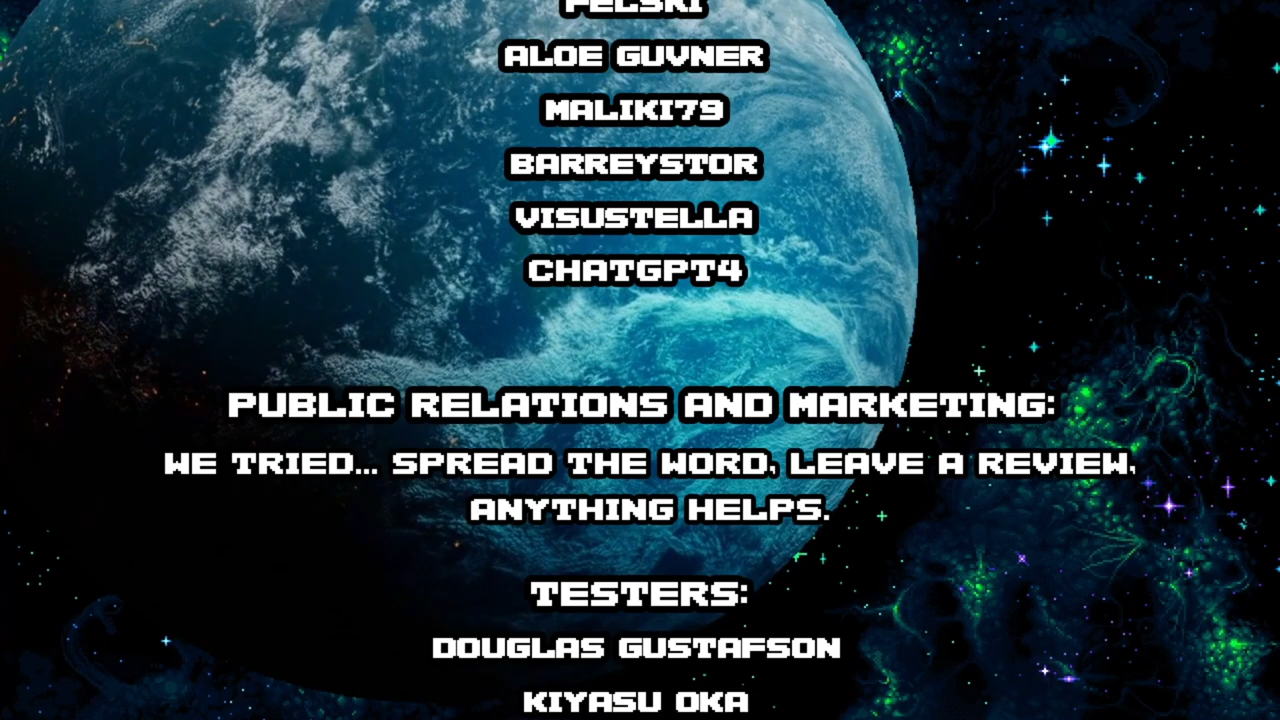 PELSKI
ALOE GUVNER
MALIKI79
BARREYSTOR
VISUSTELLA
CHATGPT4
PUBLIC RELATIONS AND MARKETING:
WE TRIED... SPREAD THE WORD, LEAVE A REVIEW,
ANYTHING HELPS.
TESTERS:
DOUGLAS GUSTAFSON
KIYASU OKA